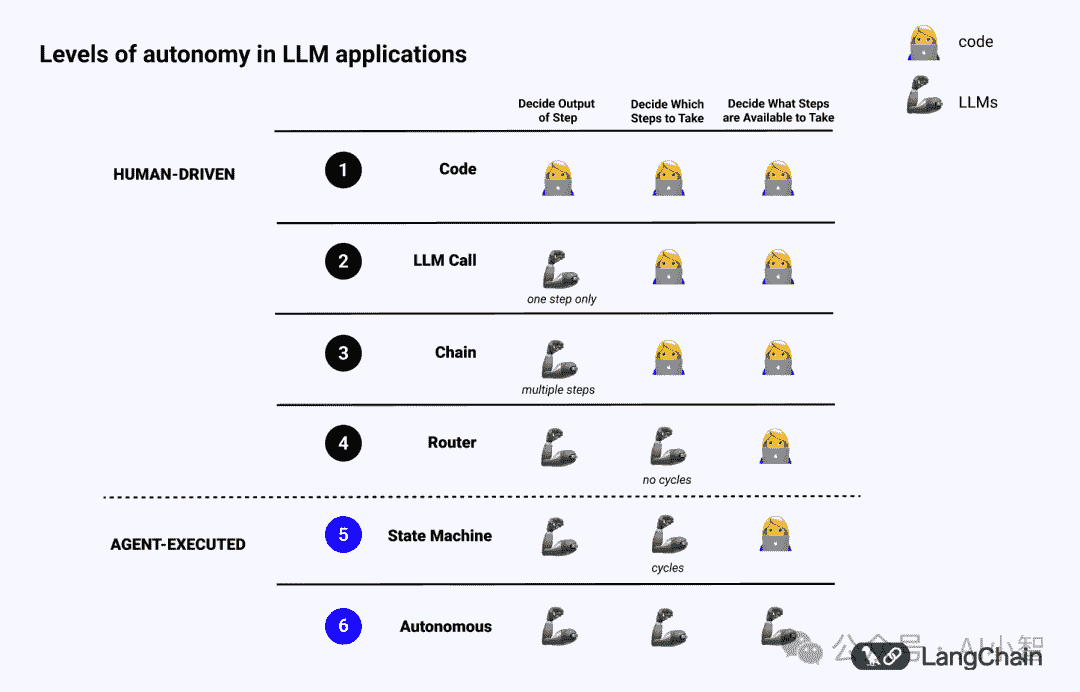 Levels of autonomy in LLM applications
code
LLMs
Decide Output
of Step
Decide Which
Steps to Take
Decide What Steps
are Available to Take
HUMAN-DRIVEN
1
Code
2
LLM Call
one step only
3
Chain
multiple steps
4
Router
no cycles
AGENT-EXECUTED
5
State Machine
cycles
6
Autonomous
公众号 · AI小智
LangChain